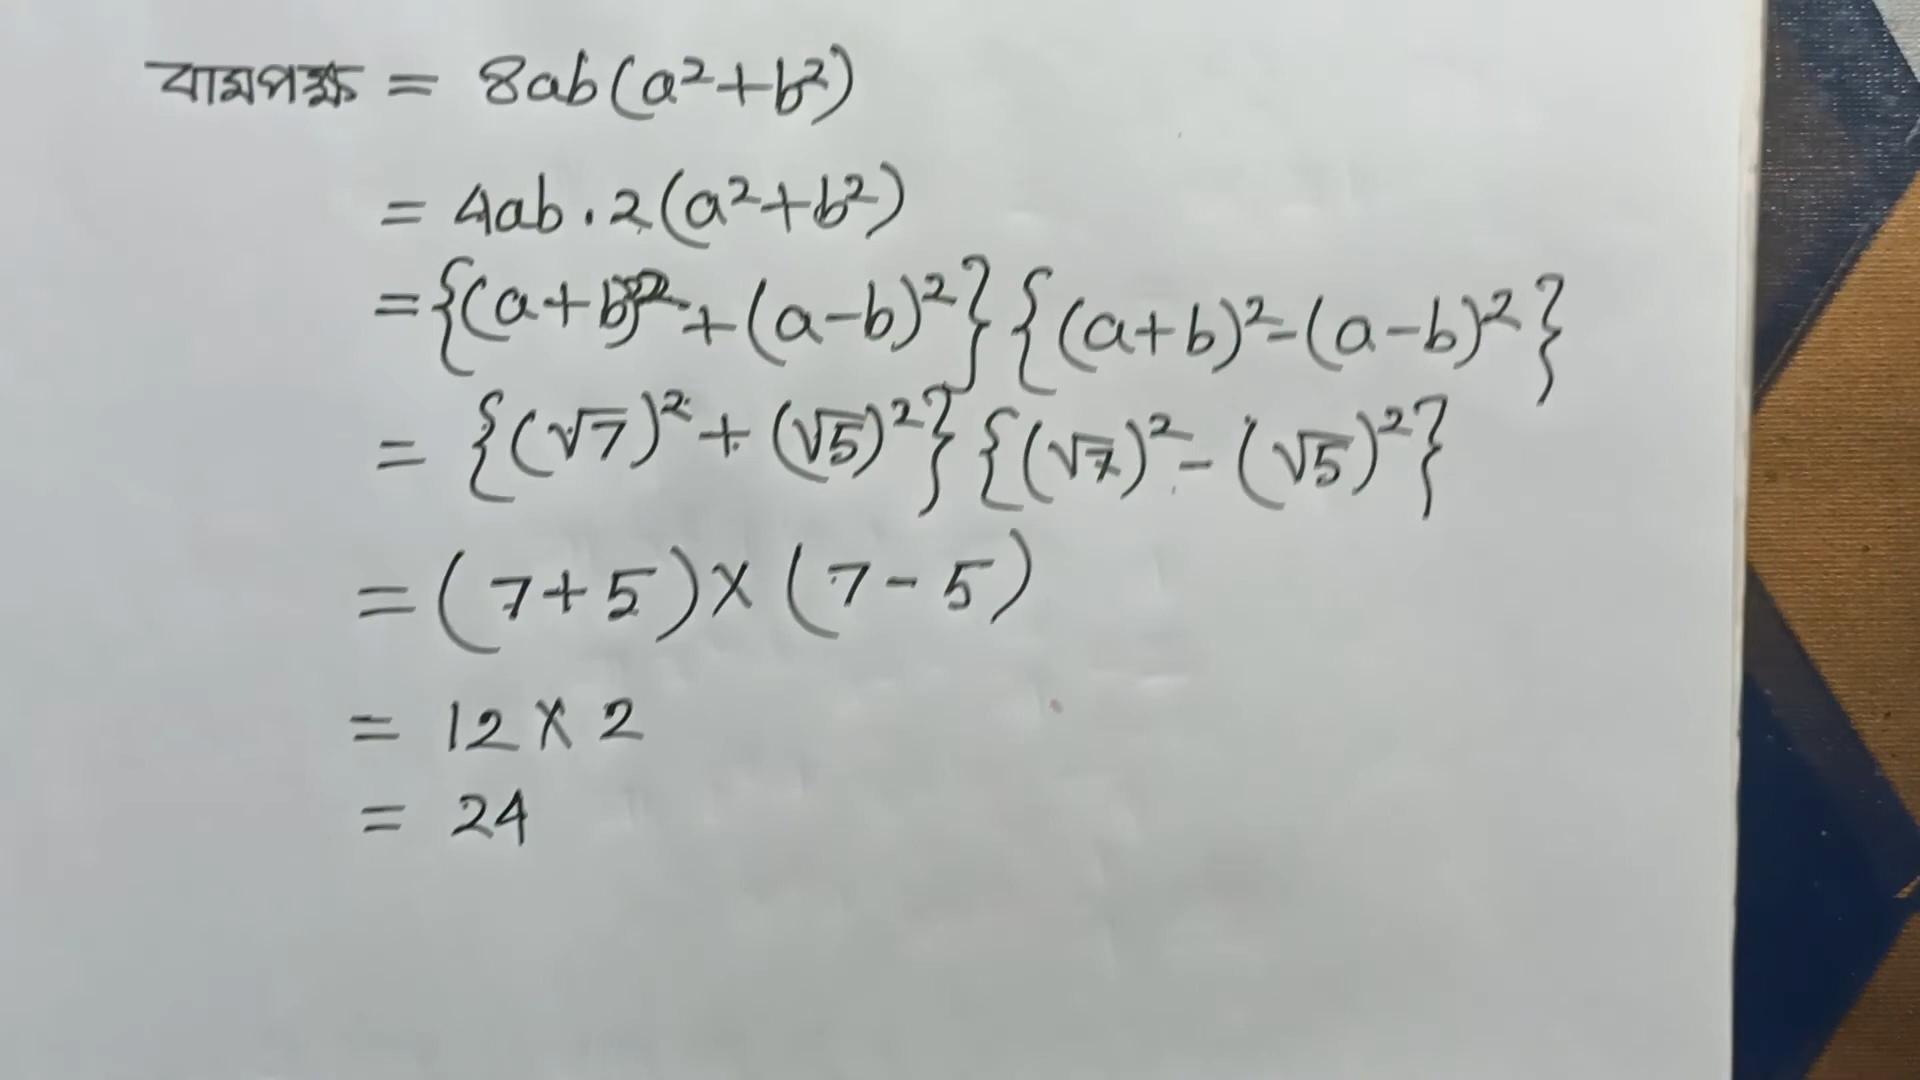 বামপক্ষ = 8ab(a²+b²)
= 4ab.2(a²+b²)
={(a+b)²+(a-b)²}{(a+b)²-(a-b)²}
= {(√7)²+(√5)²}{(√7)²-(√5)²}
=(7+5)×(7-5)
= 12×2
= 24